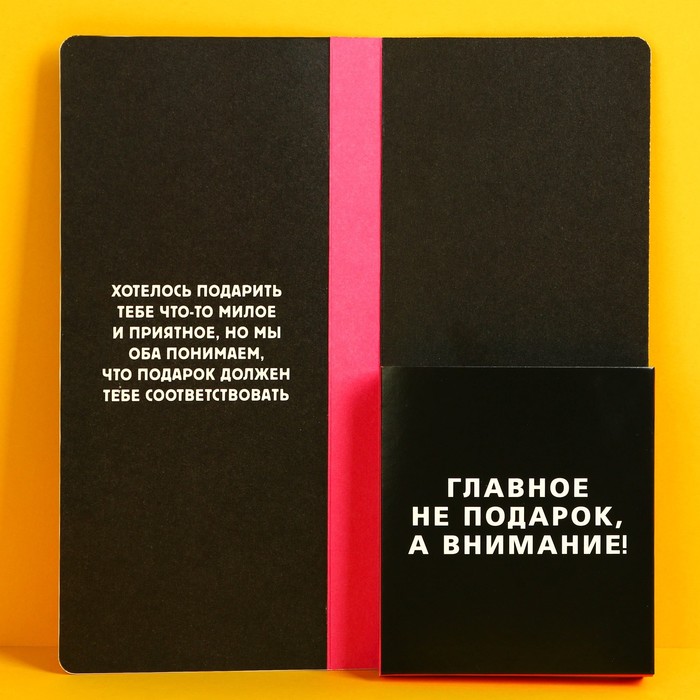 ХОТЕЛОСЬ ПОДАРИТЬ
ТЕБЕ ЧТО-ТО МИЛОЕ
И ПРИЯТНОЕ, НО МЫ
ОБА ПОНИМАЕМ,
ЧТО ПОДАРОК ДОЛЖЕН
ТЕБЕ СООТВЕТСТВОВАТЬ
ГЛАВНОЕ
НЕ ПОДАРОК,
А ВНИМАНИЕ!